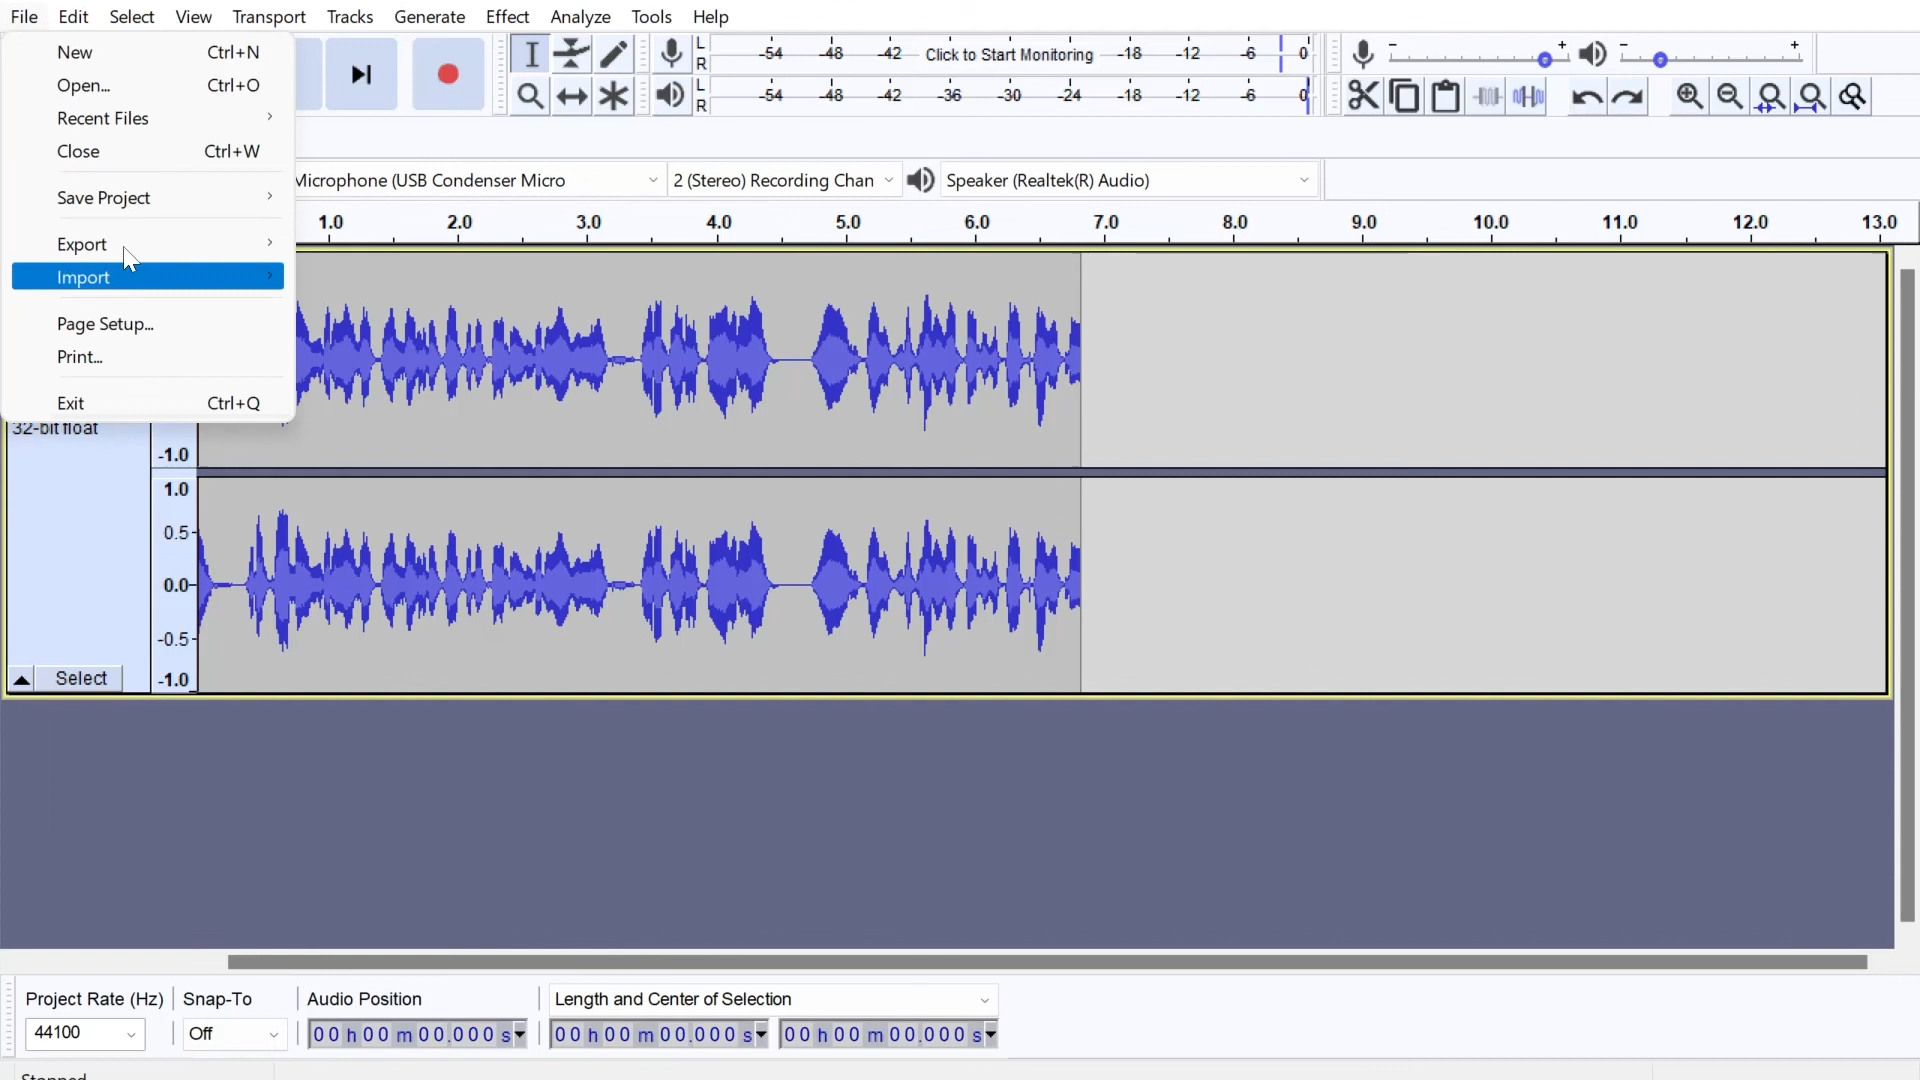 File Edit Select View Transport Tracks Generate Effect Analyze Tools Help
New Ctrl+N
Open... Ctrl+O
Recent Files
Close Ctrl+W
Save Project
Export
Import
Page Setup...
Print...
Exit Ctrl+Q
L -54 -48 -42 Click to Start Monitoring -18 -12 -6 0
R
L -54 -48 -42 -36 -30 -24 -18 -12 -6 0
R
- + - +
Microphone (USB Condenser Micro 2 (Stereo) Recording Chan Speaker (Realtek(R) Audio)
1.0 2.0 3.0 4.0 5.0 6.0 7.0 8.0 9.0 10.0 11.0 12.0 13.0
32-bit float
-1.0
1.0
0.5
0.0
-0.5
-1.0
Select
Project Rate (Hz) Snap-To Audio Position Length and Center of Selection
44100 Off 00 h 00 m 00.000 s 00 h 00 m 00.000 s 00 h 00 m 00.000 s
Stopped